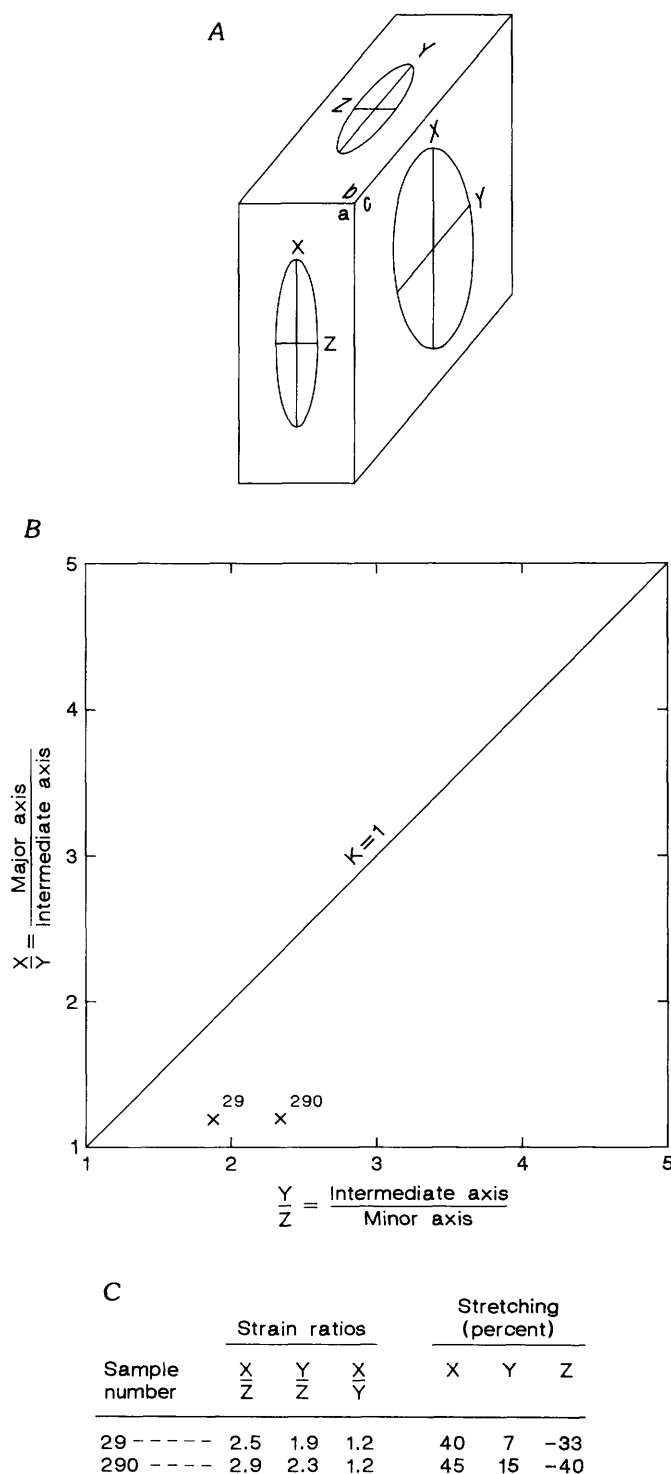 A
Y
Z
X
b
a c
Y
X
Z
B
5
4
3
2
1
K=1
29 290
X/Y = Major axis / Intermediate axis
1 2 3 4 5
Y/Z = Intermediate axis / Minor axis
C
Stretching
Strain ratios (percent)
Sample number X/Z Y/Z X/Y X Y Z
29 - - - - - 2.5 1.9 1.2 40 7 -33
290 - - - - 2.9 2.3 1.2 45 15 -40